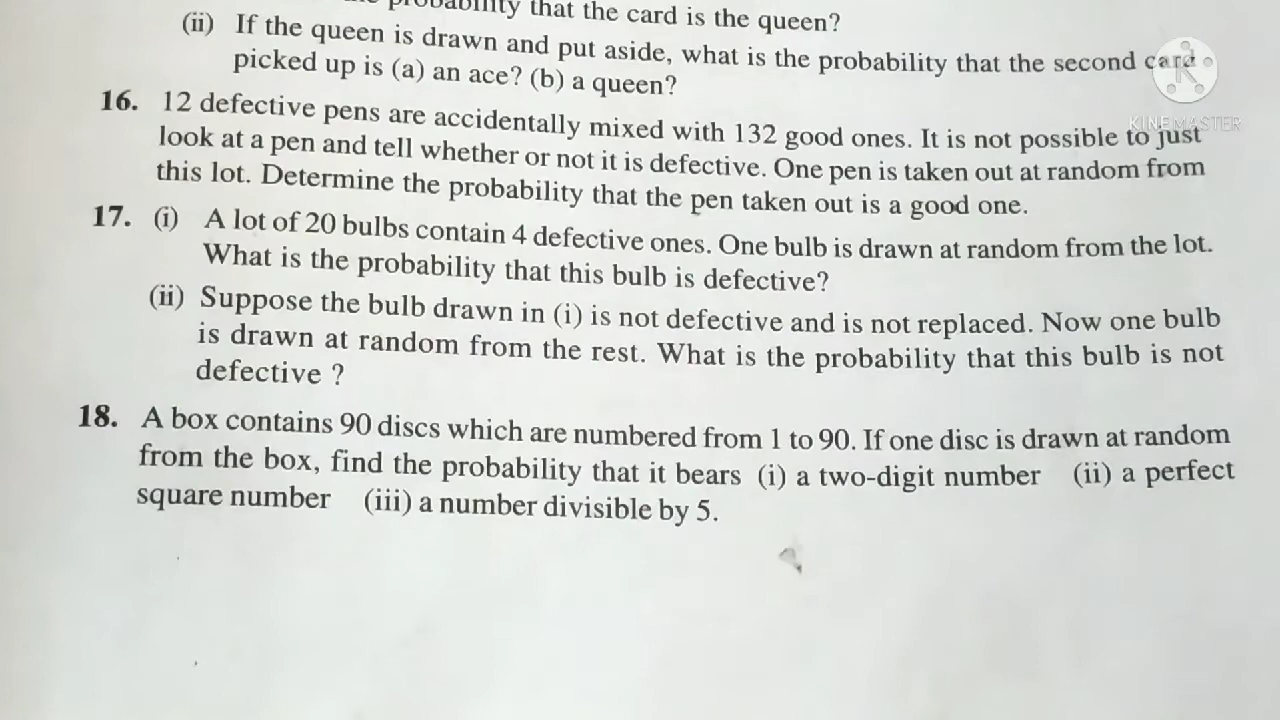 probability that the card is the queen?
(ii) If the queen is drawn and put aside, what is the probability that the second card
picked up is (a) an ace? (b) a queen?
KINEMASTER
16. 12 defective pens are accidentally mixed with 132 good ones. It is not possible to just
look at a pen and tell whether or not it is defective. One pen is taken out at random from
this lot. Determine the probability that the pen taken out is a good one.
17. (i) A lot of 20 bulbs contain 4 defective ones. One bulb is drawn at random from the lot.
What is the probability that this bulb is defective?
(ii) Suppose the bulb drawn in (i) is not defective and is not replaced. Now one bulb
is drawn at random from the rest. What is the probability that this bulb is not
defective ?
18. A box contains 90 discs which are numbered from 1 to 90. If one disc is drawn at random
from the box, find the probability that it bears (i) a two-digit number (ii) a perfect
square number (iii) a number divisible by 5.